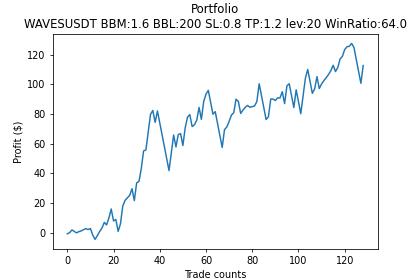 Portfolio
WAVESUSDT BBM:1.6 BBL:200 SL:0.8 TP:1.2 lev:20 WinRatio:64.0
120
100
80
60
40
20
0
Profit ($)
0 20 40 60 80 100 120
Trade counts